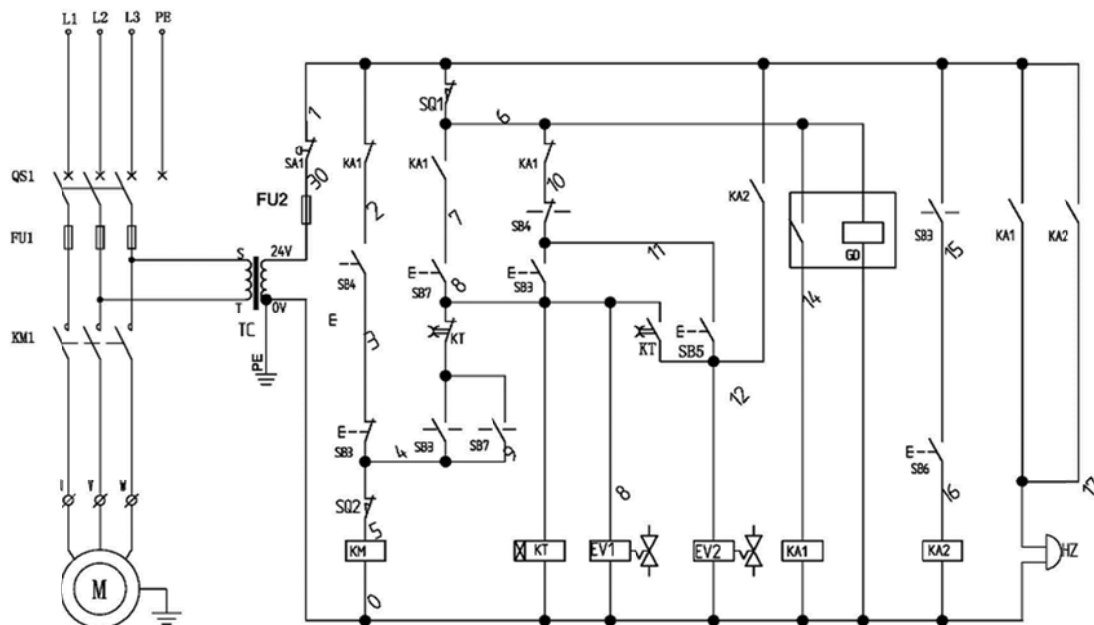 L1 L2 L3 PE
SQ1
1
6
SA1
KA1
KA1
KA1
QS1
30
10
FU2
2
KA2
7
SB4
SB3
KA1
KA2
FU1
15
S
24V
11
GD
SB4
8
SB7
SB3
14
T
0V
TC
E
KM1
3
KT
KT
SB5
PE
12
SB3
4
SB3
SB7
9
SB6
V W
SQ2
8
16
17
5
KM
KT
EV1
EV2
KA1
KA2
HZ
M
0